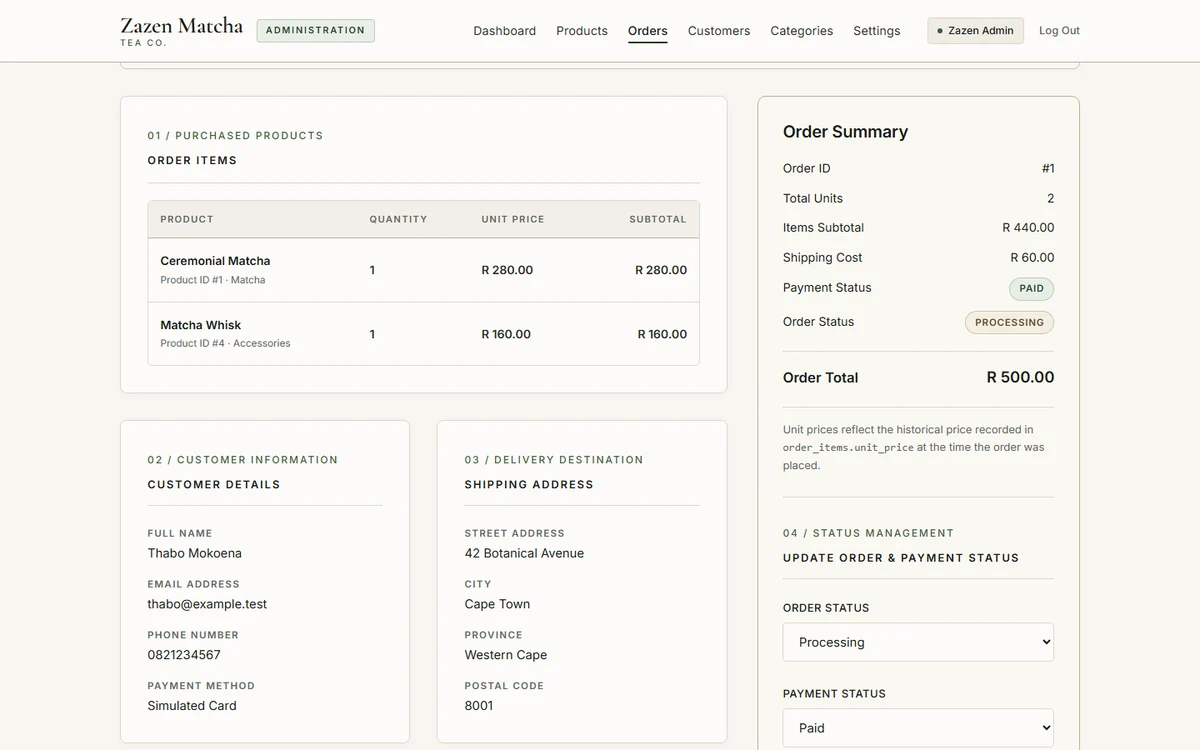 Zazen Matcha
TEA CO.
ADMINISTRATION
Dashboard
Products
Orders
Customers
Categories
Settings
Zazen Admin
Log Out
01 / PURCHASED PRODUCTS
ORDER ITEMS
PRODUCT QUANTITY UNIT PRICE SUBTOTAL
Ceremonial Matcha
Product ID #1 · Matcha
1 R 280.00 R 280.00
Matcha Whisk
Product ID #4 · Accessories
1 R 160.00 R 160.00
02 / CUSTOMER INFORMATION
CUSTOMER DETAILS
FULL NAME
Thabo Mokoena
EMAIL ADDRESS
thabo@example.test
PHONE NUMBER
0821234567
PAYMENT METHOD
Simulated Card
03 / DELIVERY DESTINATION
SHIPPING ADDRESS
STREET ADDRESS
42 Botanical Avenue
CITY
Cape Town
PROVINCE
Western Cape
POSTAL CODE
8001
Order Summary
Order ID #1
Total Units 2
Items Subtotal R 440.00
Shipping Cost R 60.00
Payment Status PAID
Order Status PROCESSING
Order Total R 500.00
Unit prices reflect the historical price recorded in
order_items.unit_price at the time the order was
placed.
04 / STATUS MANAGEMENT
UPDATE ORDER & PAYMENT STATUS
ORDER STATUS
Processing
PAYMENT STATUS
Paid